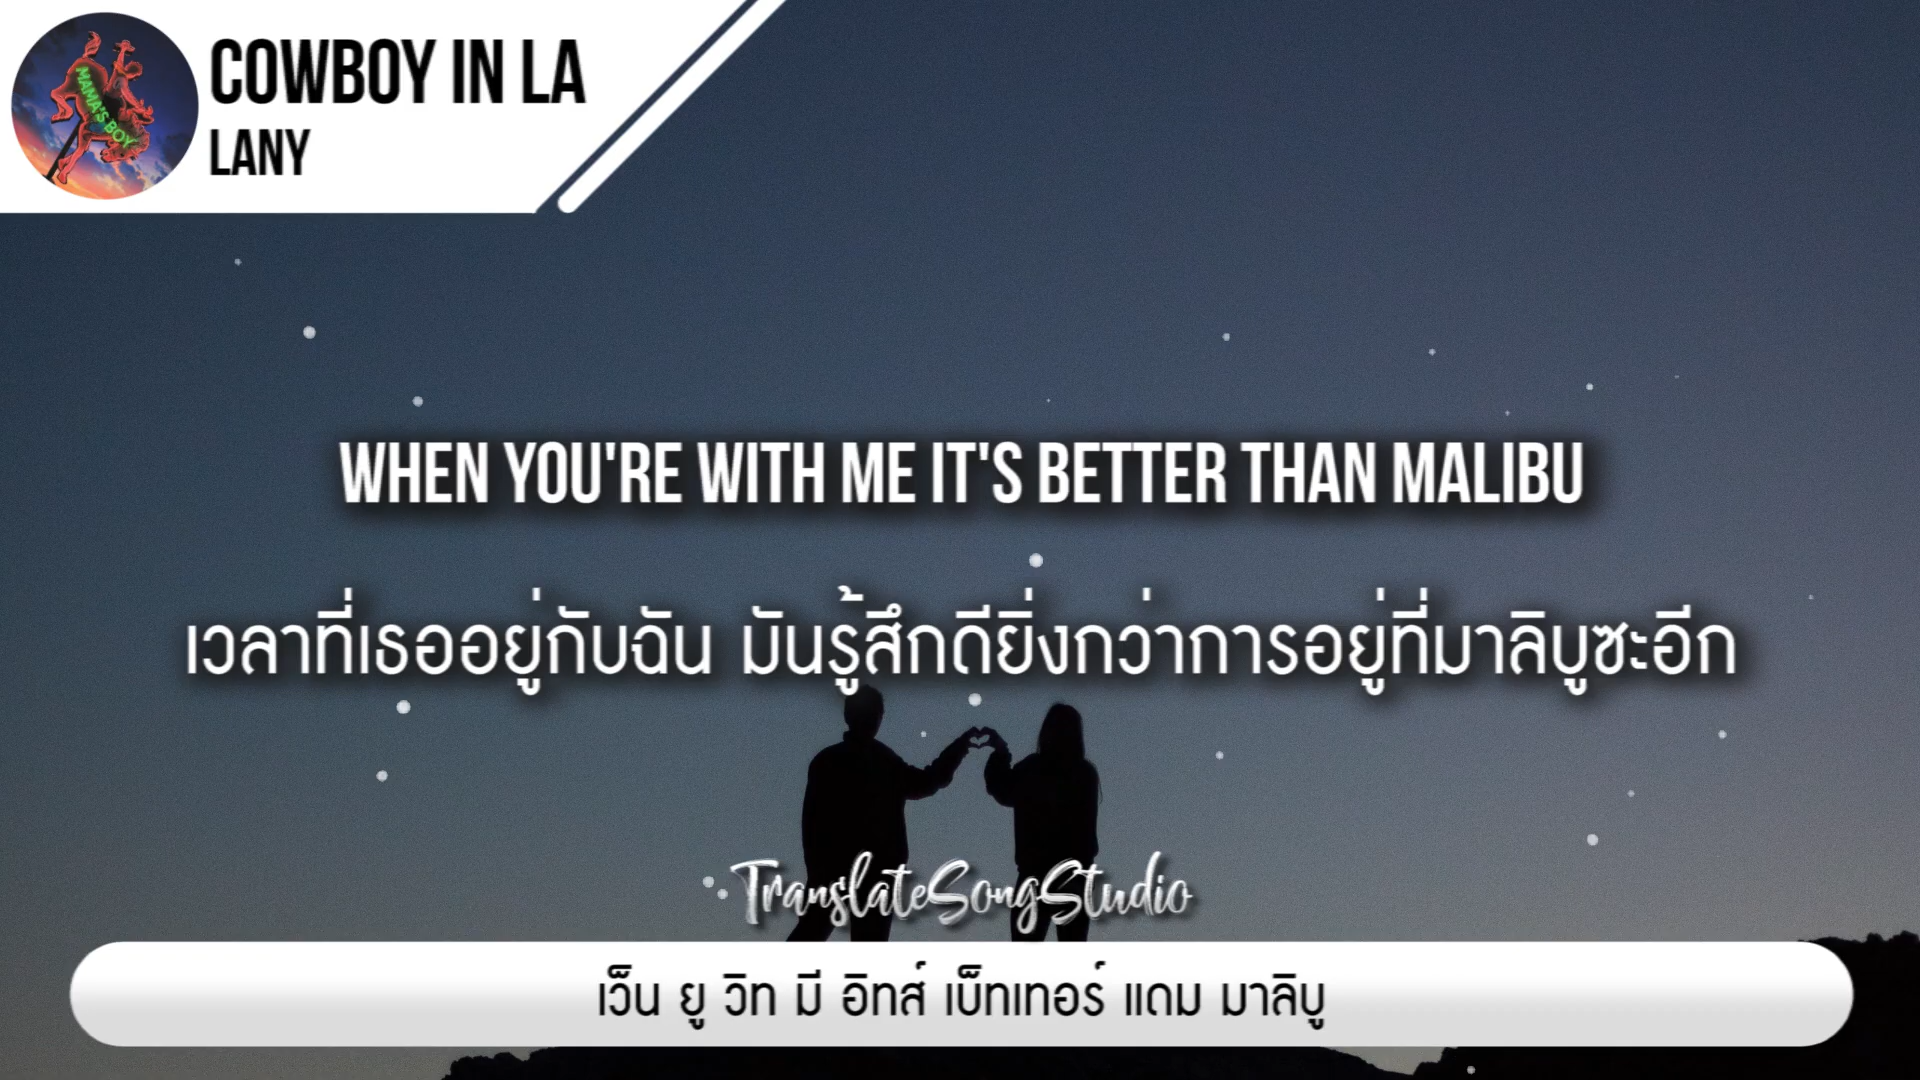 COWBOY IN LA
LANY
MAMA'S BOY
WHEN YOU'RE WITH ME IT'S BETTER THAN MALIBU
เวลาที่เธออยู่กับฉัน มันรู้สึกดียิ่งกว่าการอยู่ที่มาลิบูซะอีก
TranslateSongStudio
เว็น ยู วิท มี อิทส์ เบ็ทเทอร์ แดม มาลิบู